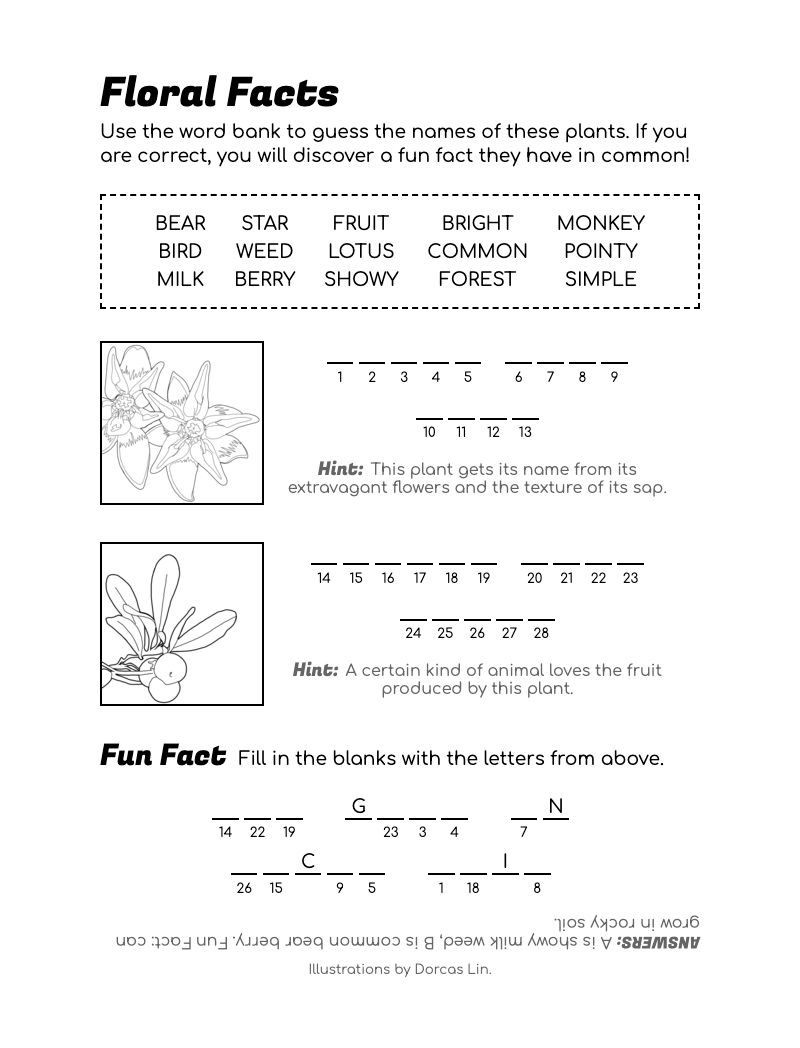 Floral Facts
Use the word bank to guess the names of these plants. If you
are correct, you will discover a fun fact they have in common!
BEAR STAR FRUIT BRIGHT MONKEY
BIRD WEED LOTUS COMMON POINTY
MILK BERRY SHOWY FOREST SIMPLE
1 2 3 4 5 6 7 8 9
10 11 12 13
Hint: This plant gets its name from its
extravagant flowers and the texture of its sap.
14 15 16 17 18 19 20 21 22 23
24 25 26 27 28
Hint: A certain kind of animal loves the fruit
produced by this plant.
Fun Fact Fill in the blanks with the letters from above.
G N
14 22 19 23 3 4 7
C I
26 15 9 5 1 18 8
ANSWERS: A is showy milk weed, B is common bear berry. Fun Fact: can
grow in rocky soil.
Illustrations by Dorcas Lin.